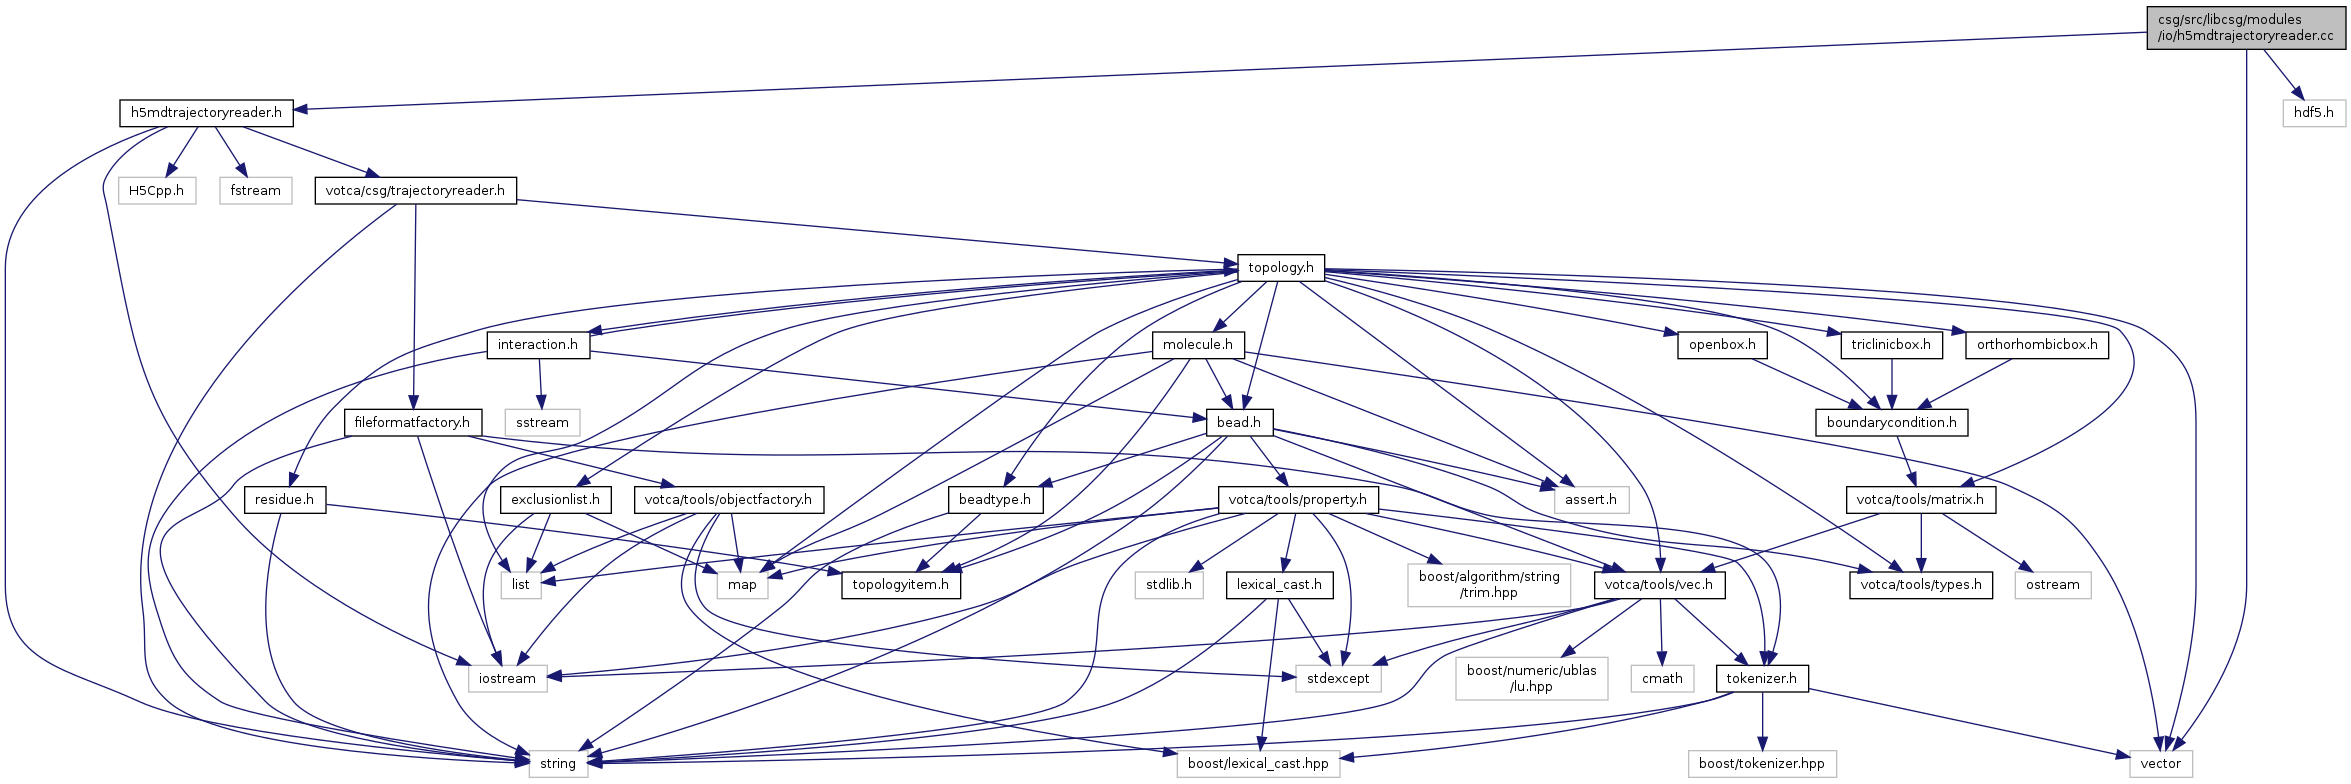 csg/src/libcsg/modules
/io/h5mdtrajectoryreader.cc
h5mdtrajectoryreader.h
hdf5.h
H5Cpp.h
fstream
votca/csg/trajectoryreader.h
topology.h
interaction.h
molecule.h
openbox.h
triclinicbox.h
orthorhombicbox.h
fileformatfactory.h
sstream
bead.h
boundarycondition.h
residue.h
exclusionlist.h
votca/tools/objectfactory.h
beadtype.h
votca/tools/property.h
assert.h
votca/tools/matrix.h
list
map
topologyitem.h
stdlib.h
lexical_cast.h
boost/algorithm/string
/trim.hpp
votca/tools/vec.h
votca/tools/types.h
ostream
iostream
stdexcept
boost/numeric/ublas
/lu.hpp
cmath
tokenizer.h
string
boost/lexical_cast.hpp
boost/tokenizer.hpp
vector